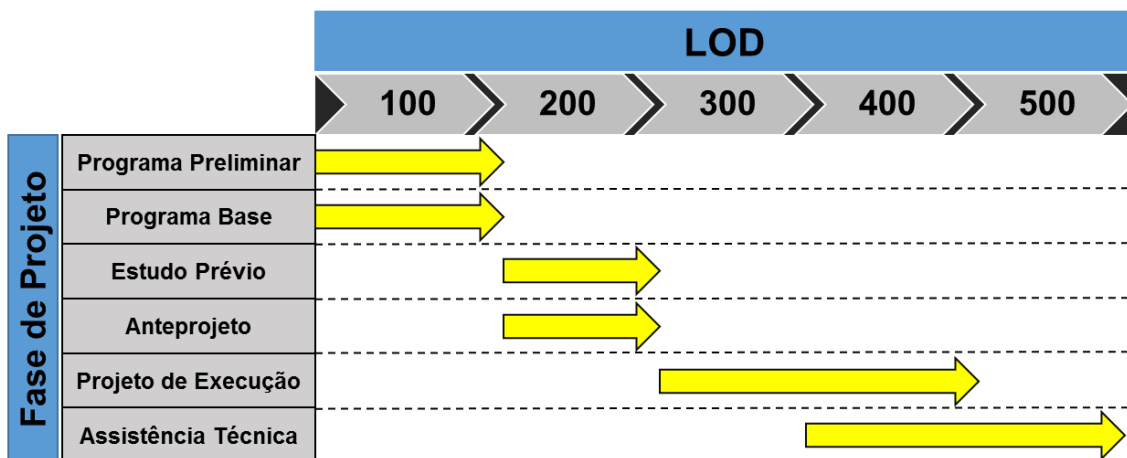 LOD
100 200 300 400 500
Fase de Projeto
Programa Preliminar
Programa Base
Estudo Prévio
Anteprojeto
Projeto de Execução
Assistência Técnica